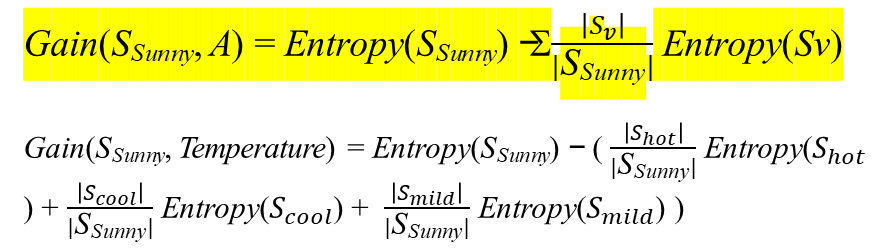 Gain(S_Sunny, A) = Entropy(S_Sunny) − Σ |s_v| / |S_Sunny| Entropy(Sv)
Gain(S_Sunny, Temperature) = Entropy(S_Sunny) − ( |s_hot| / |S_Sunny| Entropy(S_hot
) + |s_cool| / |S_Sunny| Entropy(S_cool) + |s_mild| / |S_Sunny| Entropy(S_mild) )